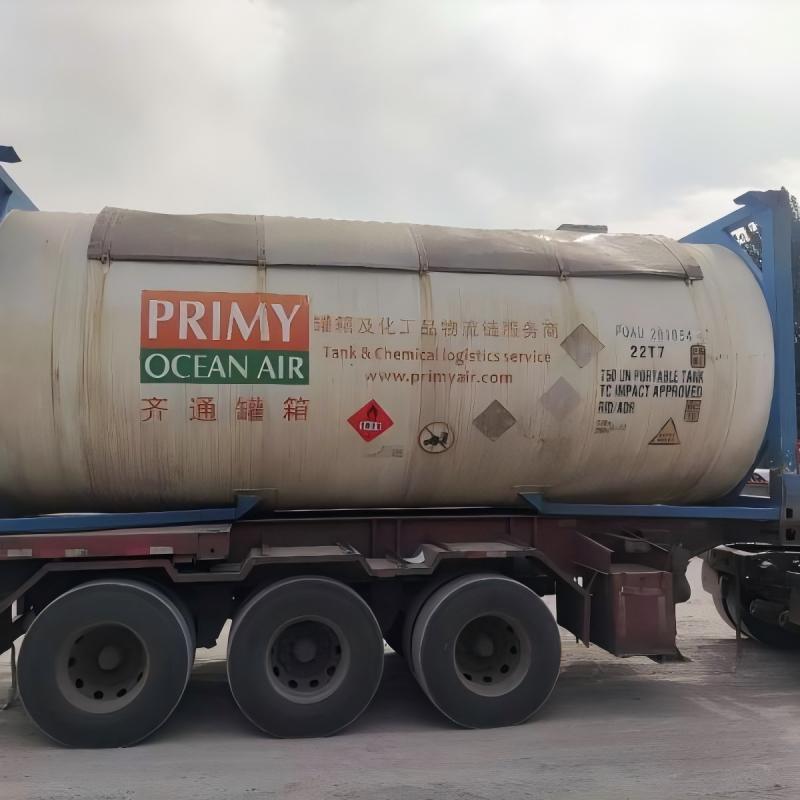 PRIMY
OCEAN AIR
齐通罐箱
罐箱及化工品物流链服务商
Tank & Chemical logistics service
www.primyair.com
22T7
T50 UN PORTABLE TANK
TC IMPACT APPROVED
RID/ADR